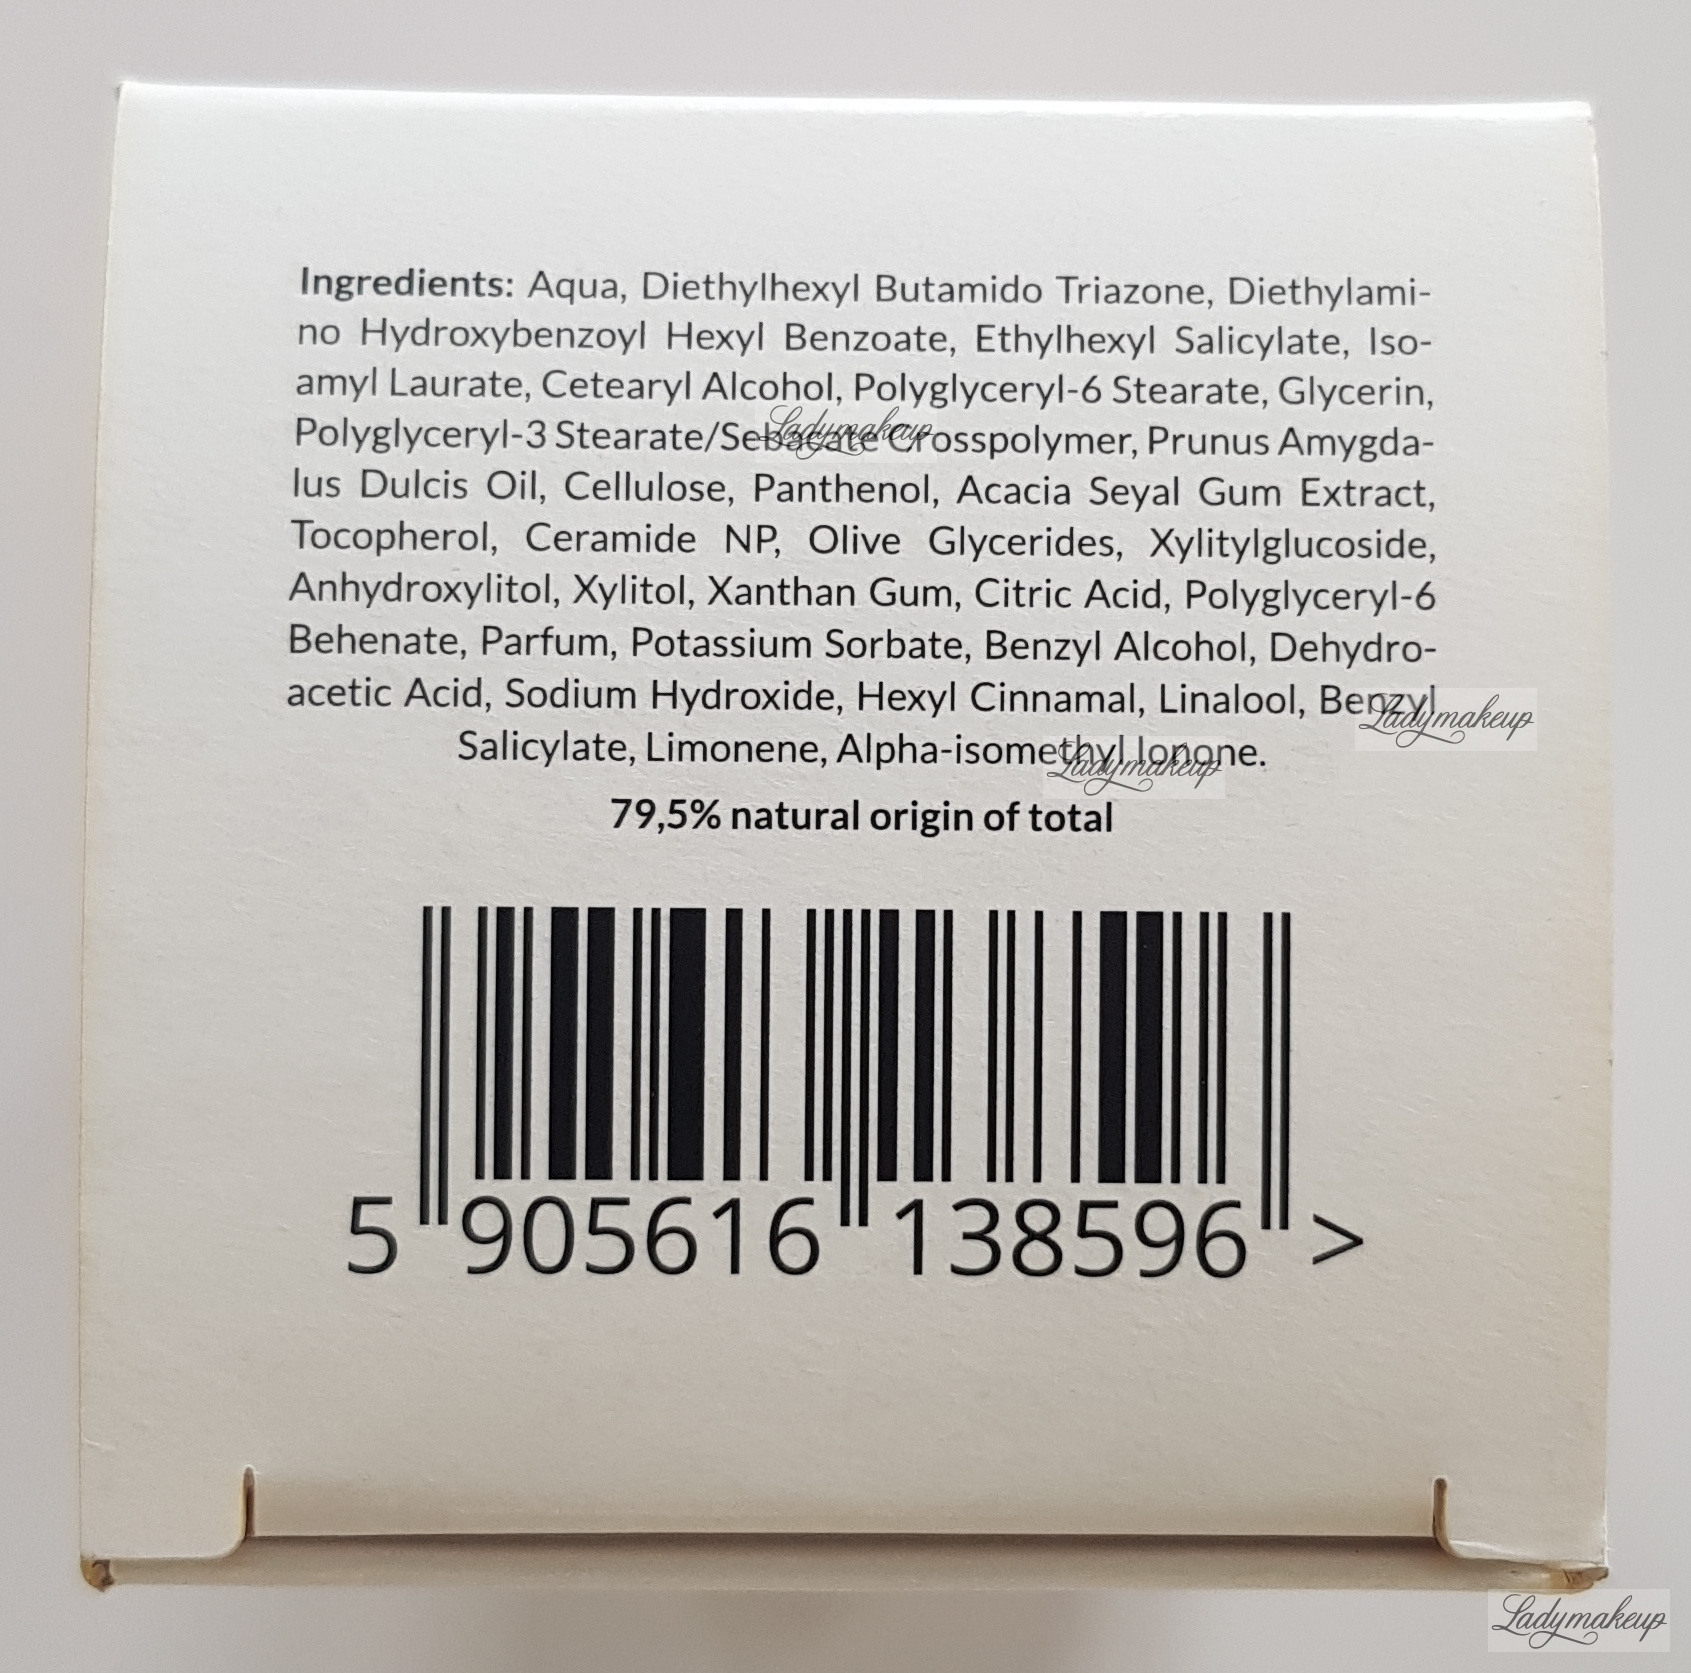 Ingredients: Aqua, Diethylhexyl Butamido Triazone, Diethylami-
no Hydroxybenzoyl Hexyl Benzoate, Ethylhexyl Salicylate, Iso-
amyl Laurate, Cetearyl Alcohol, Polyglyceryl-6 Stearate, Glycerin,
Polyglyceryl-3 Stearate/Sebacate Crosspolymer, Prunus Amygda-
Ladymakeup
lus Dulcis Oil, Cellulose, Panthenol, Acacia Seyal Gum Extract,
Tocopherol, Ceramide NP, Olive Glycerides, Xylitylglucoside,
Anhydroxylitol, Xylitol, Xanthan Gum, Citric Acid, Polyglyceryl-6
Behenate, Parfum, Potassium Sorbate, Benzyl Alcohol, Dehydro-
acetic Acid, Sodium Hydroxide, Hexyl Cinnamal, Linalool, Benzyl
Ladymakeup
Salicylate, Limonene, Alpha-isomethyl Ionone.
Ladymakeup
79,5% natural origin of total
5 905616 138596 >
Ladymakeup